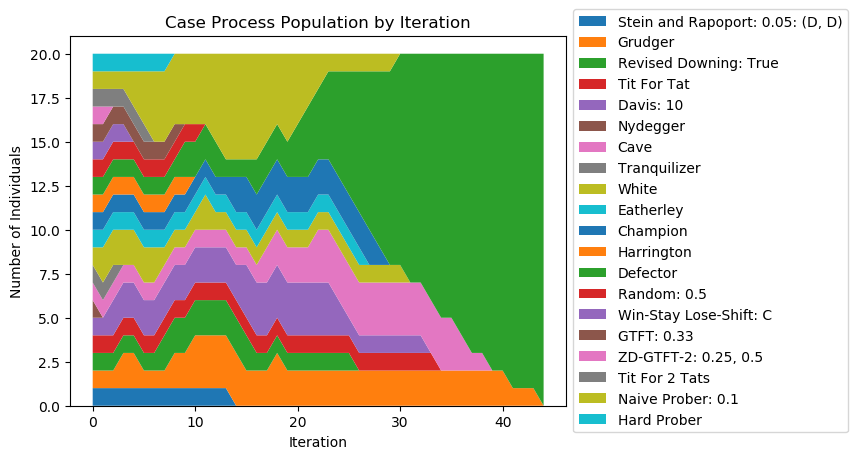 Case Process Population by Iteration
Number of Individuals
20.0
17.5
15.0
12.5
10.0
7.5
5.0
2.5
0.0
0
10
20
30
40
Iteration
Stein and Rapoport: 0.05: (D, D)
Grudger
Revised Downing: True
Tit For Tat
Davis: 10
Nydegger
Cave
Tranquilizer
White
Eatherley
Champion
Harrington
Defector
Random: 0.5
Win-Stay Lose-Shift: C
GTFT: 0.33
ZD-GTFT-2: 0.25, 0.5
Tit For 2 Tats
Naive Prober: 0.1
Hard Prober